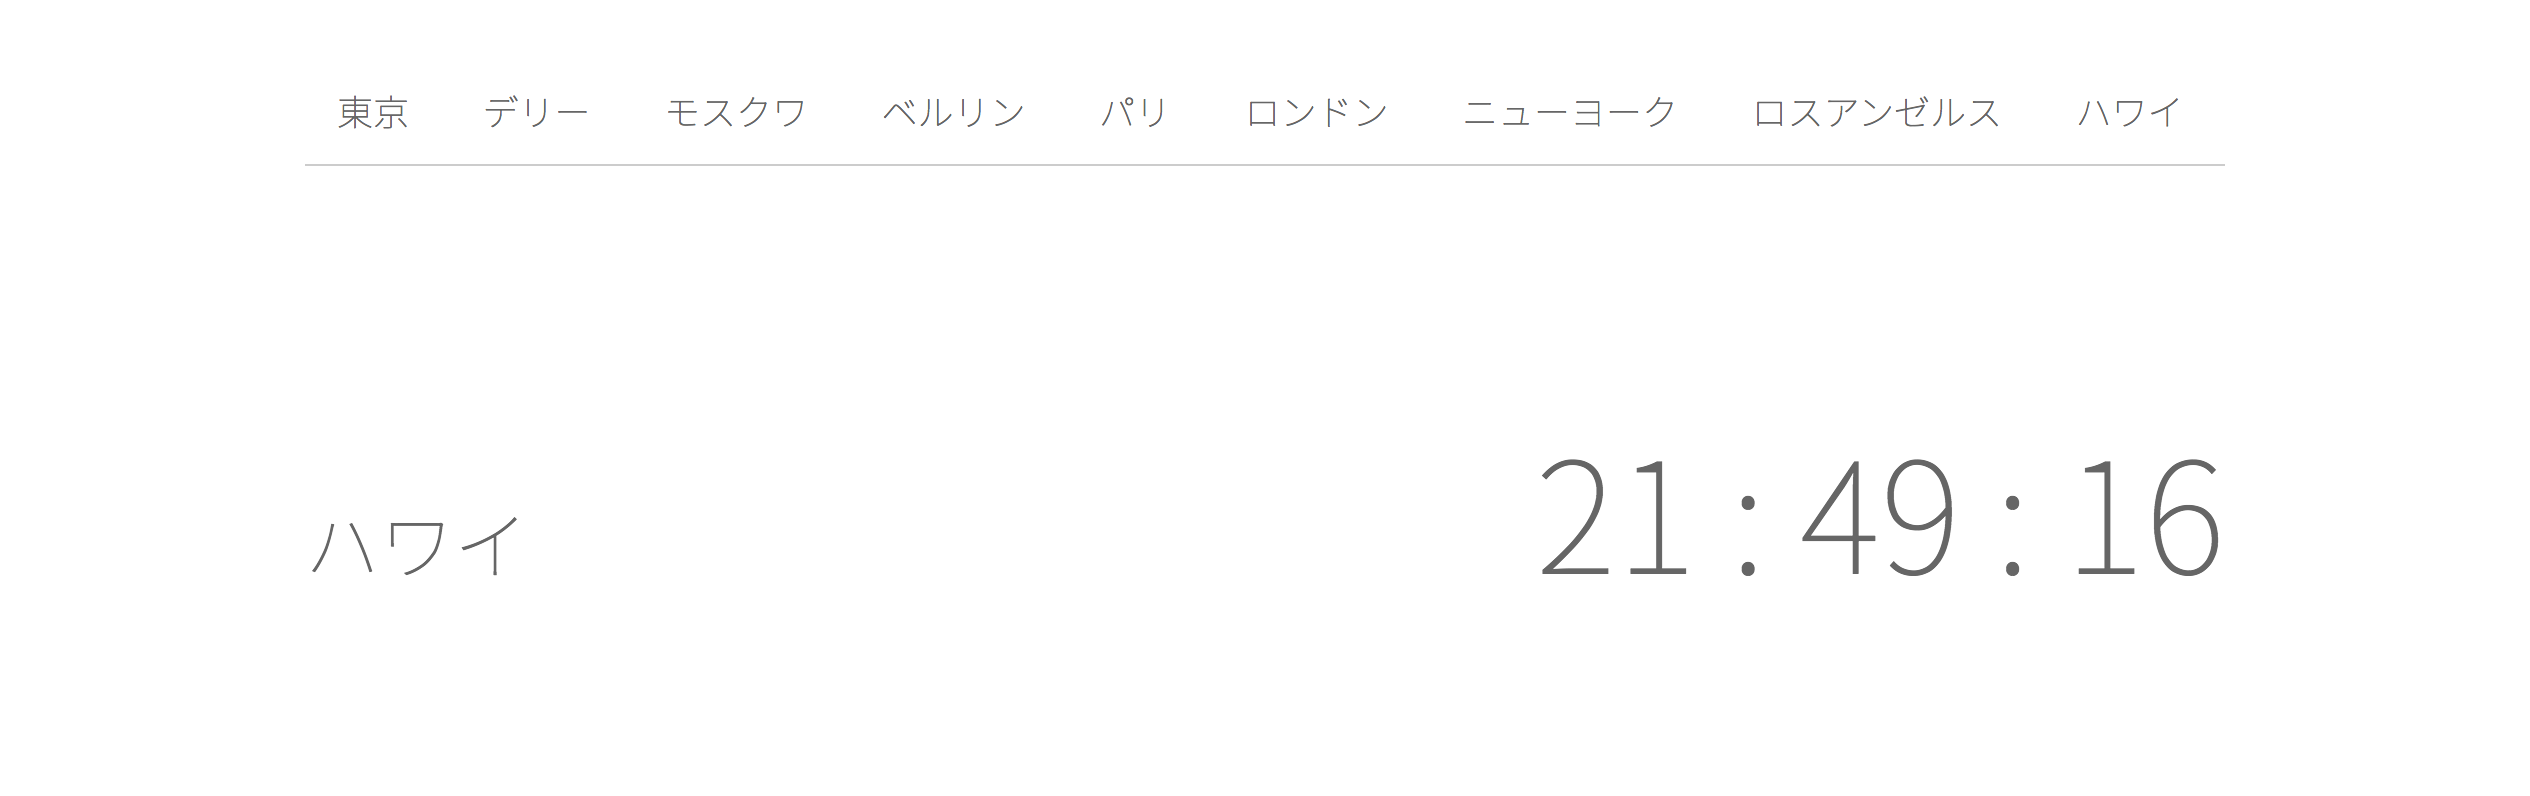 東京 デリー モスクワ ベルリン パリ ロンドン ニューヨーク ロスアンゼルス ハワイ
ハワイ 21:49:16